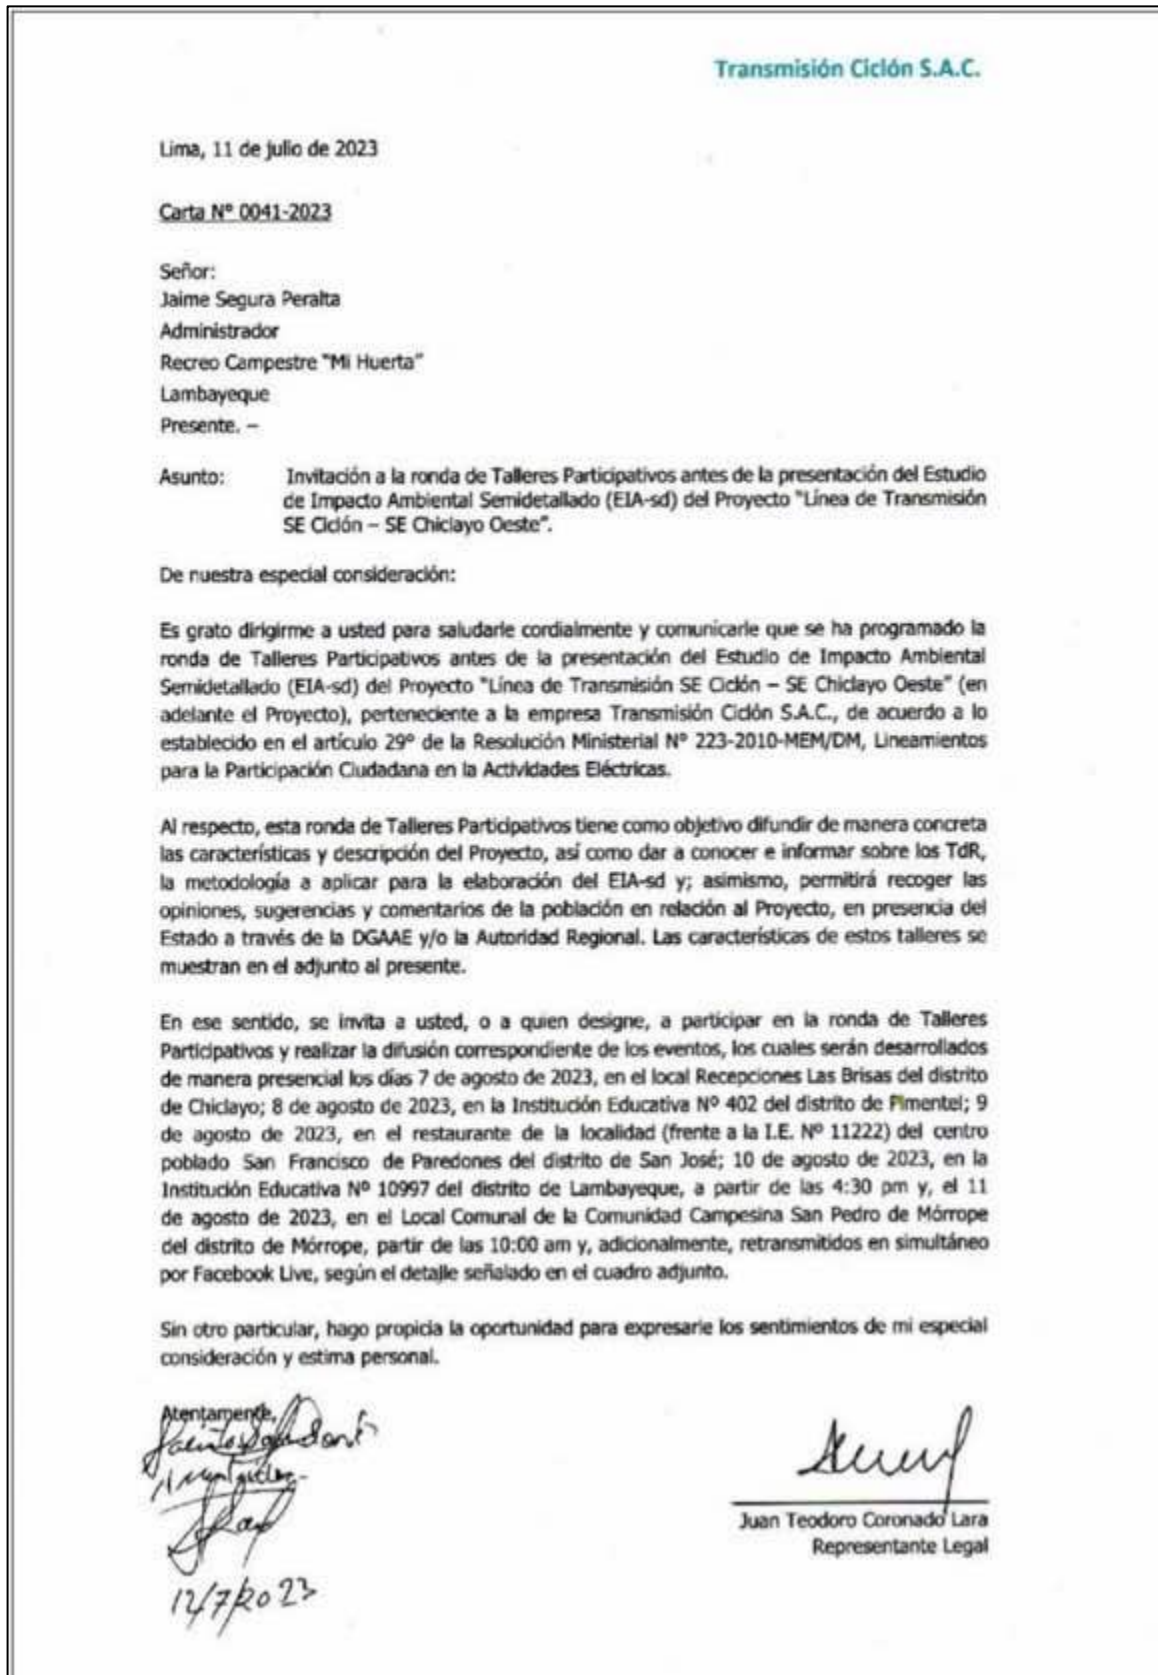 Transmisión Ciclón S.A.C.
Lima, 11 de julio de 2023
Carta Nº 0041-2023
Señor:
Jaime Segura Peralta
Administrador
Recreo Campestre "Mi Huerta"
Lambayeque
Presente. –
Asunto: Invitación a la ronda de Talleres Participativos antes de la presentación del Estudio
de Impacto Ambiental Semidetallado (EIA-sd) del Proyecto "Línea de Transmisión
SE Ciclón – SE Chiclayo Oeste".
De nuestra especial consideración:
Es grato dirigirme a usted para saludarle cordialmente y comunicarle que se ha programado la
ronda de Talleres Participativos antes de la presentación del Estudio de Impacto Ambiental
Semidetallado (EIA-sd) del Proyecto "Línea de Transmisión SE Ciclón – SE Chiclayo Oeste" (en
adelante el Proyecto), perteneciente a la empresa Transmisión Ciclón S.A.C., de acuerdo a lo
establecido en el artículo 29º de la Resolución Ministerial Nº 223-2010-MEM/DM, Lineamientos
para la Participación Ciudadana en la Actividades Eléctricas.
Al respecto, esta ronda de Talleres Participativos tiene como objetivo difundir de manera concreta
las características y descripción del Proyecto, así como dar a conocer e informar sobre los TdR,
la metodología a aplicar para la elaboración del EIA-sd y; asimismo, permitirá recoger las
opiniones, sugerencias y comentarios de la población en relación al Proyecto, en presencia del
Estado a través de la DGAAE y/o la Autoridad Regional. Las características de estos talleres se
muestran en el adjunto al presente.
En ese sentido, se invita a usted, o a quien designe, a participar en la ronda de Talleres
Participativos y realizar la difusión correspondiente de los eventos, los cuales serán desarrollados
de manera presencial los días 7 de agosto de 2023, en el local Recepciones Las Brisas del distrito
de Chiclayo; 8 de agosto de 2023, en la Institución Educativa Nº 402 del distrito de Pimentel; 9
de agosto de 2023, en el restaurante de la localidad (frente a la I.E. Nº 11222) del centro
poblado San Francisco de Paredones del distrito de San José; 10 de agosto de 2023, en la
Institución Educativa Nº 10997 del distrito de Lambayeque, a partir de las 4:30 pm y, el 11
de agosto de 2023, en el Local Comunal de la Comunidad Campesina San Pedro de Mórrope
del distrito de Mórrope, partir de las 10:00 am y, adicionalmente, retransmitidos en simultáneo
por Facebook Live, según el detalle señalado en el cuadro adjunto.
Sin otro particular, hago propicia la oportunidad para expresarle los sentimientos de mi especial
consideración y estima personal.
Atentamente,
12/7/2023
Juan Teodoro Coronado Lara
Representante Legal